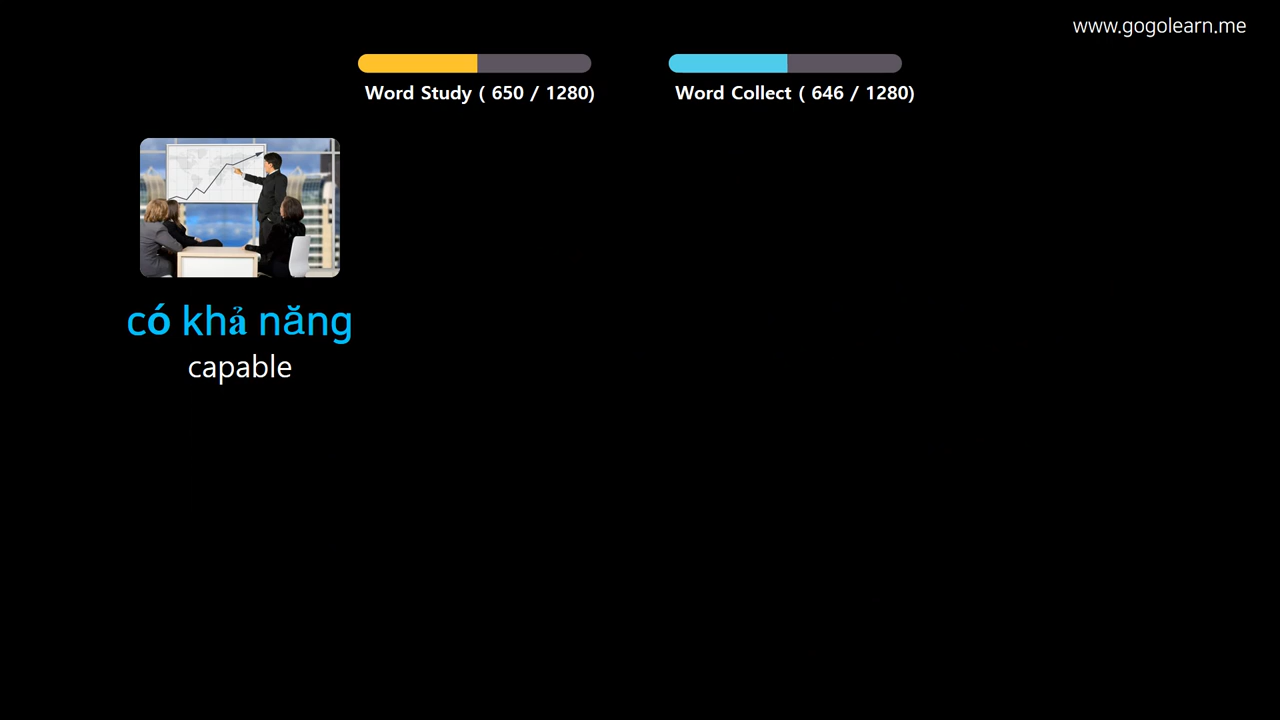 www.gogolearn.me
Word Study ( 650 / 1280)
Word Collect ( 646 / 1280)
có khả năng
capable